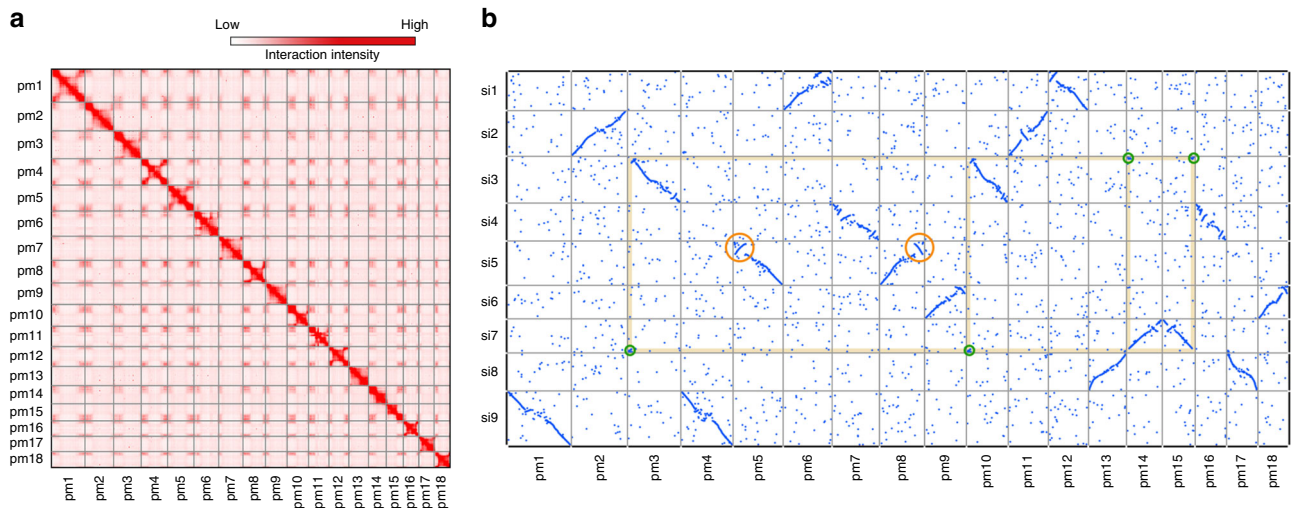 a
Low High
Interaction intensity
pm1
pm2
pm3
pm4
pm5
pm6
pm7
pm8
pm9
pm10
pm11
pm12
pm13
pm14
pm15
pm16
pm17
pm18
pm1 pm2 pm3 pm4 pm5 pm6 pm7 pm8 pm9 pm10 pm11 pm12 pm13 pm14 pm15 pm16 pm17 pm18
b
si1
si2
si3
si4
si5
si6
si7
si8
si9
pm1 pm2 pm3 pm4 pm5 pm6 pm7 pm8 pm9 pm10 pm11 pm12 pm13 pm14 pm15 pm16 pm17 pm18